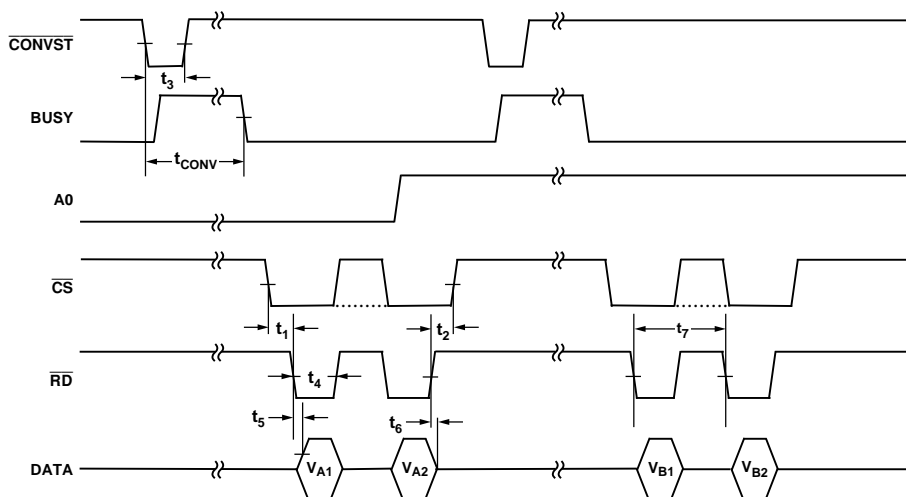 CONVST
t3
BUSY
tCONV
A0
CS
t1
t2
t7
RD
t4
t5
t6
DATA
VA1
VA2
VB1
VB2